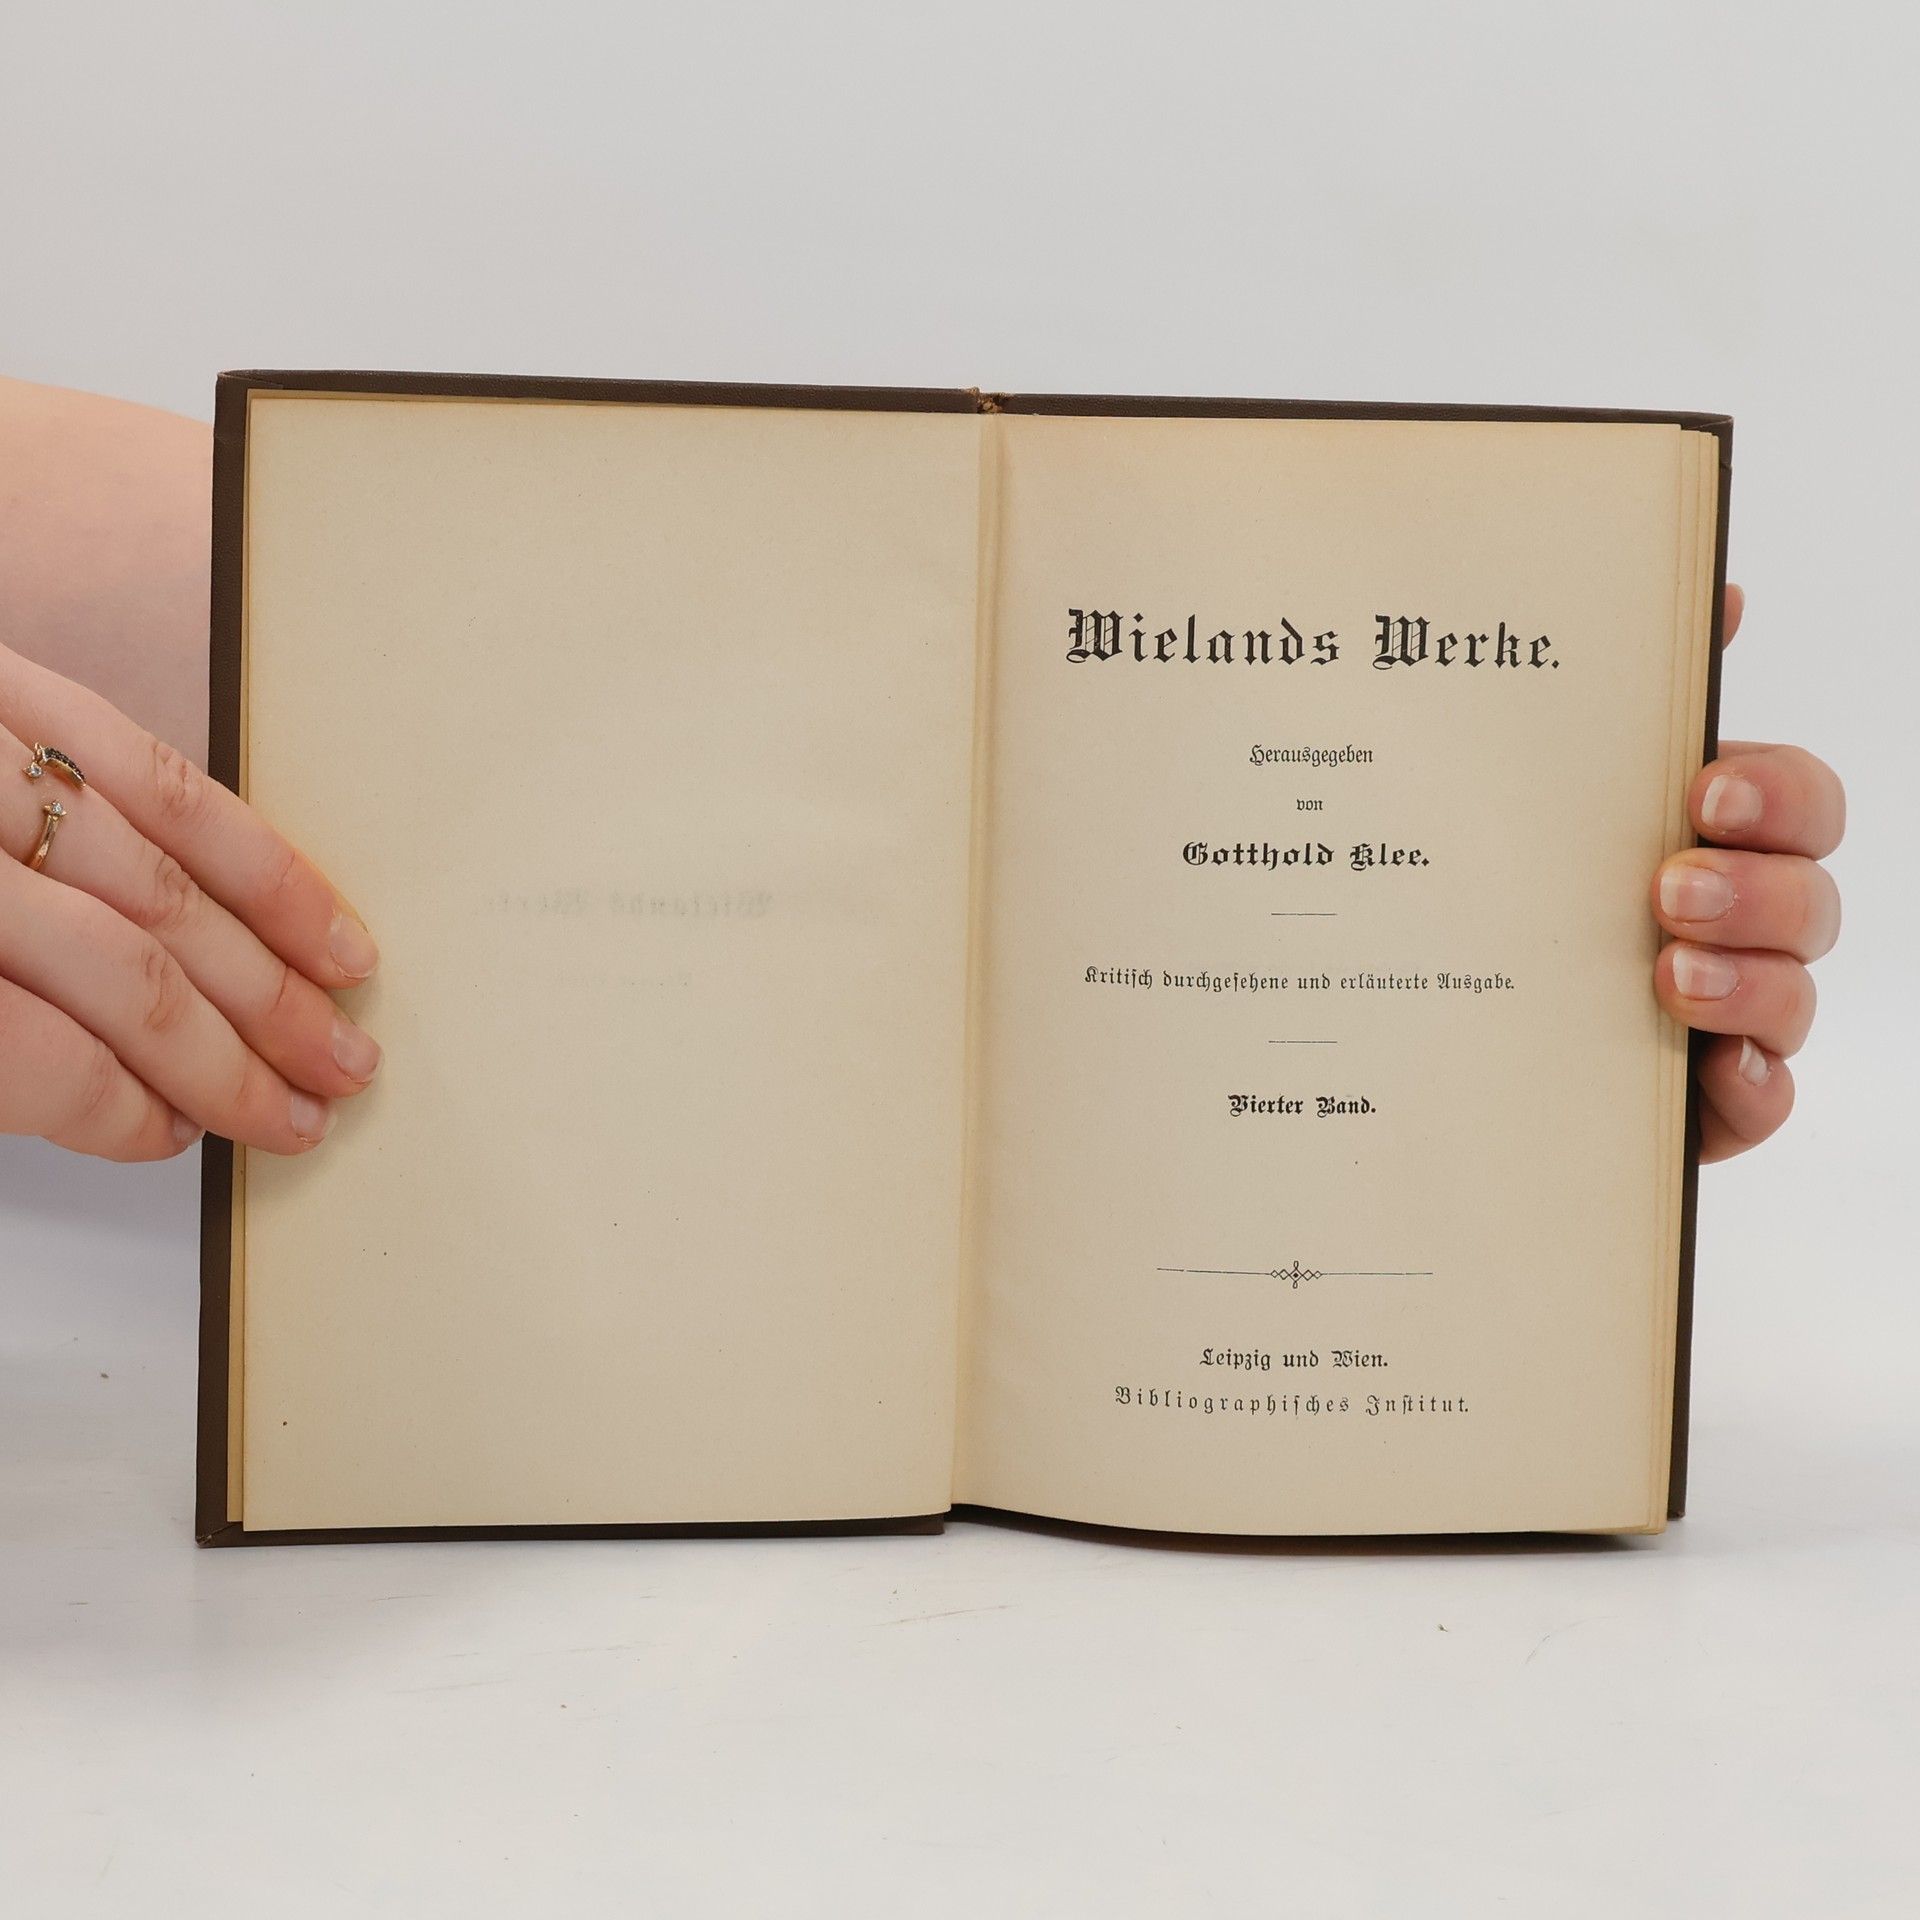 Wielands Werke.
Herausgegeben
von
Gotthold Klee.
Kritiſch durchgeſehene und erläuterte Ausgabe.
Vierter Band.
Leipzig und Wien.
Bibliographiſches Inſtitut.